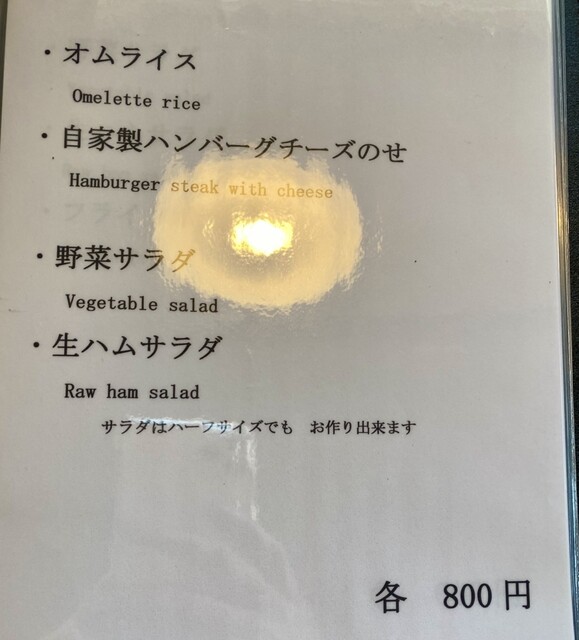 ・オムライス
Omelette rice
・自家製ハンバーグチーズのせ
Hamburger steak with cheese
・フライ
・野菜サラダ
Vegetable salad
・生ハムサラダ
Raw ham salad
サラダはハーフサイズでも お作り出来ます
各 800円